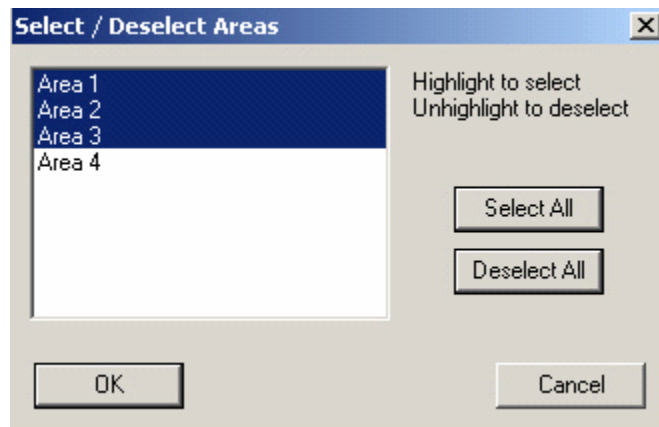 Select / Deselect Areas
Area 1
Area 2
Area 3
Area 4
Highlight to select
Unhighlight to deselect
Select All
Deselect All
OK
Cancel